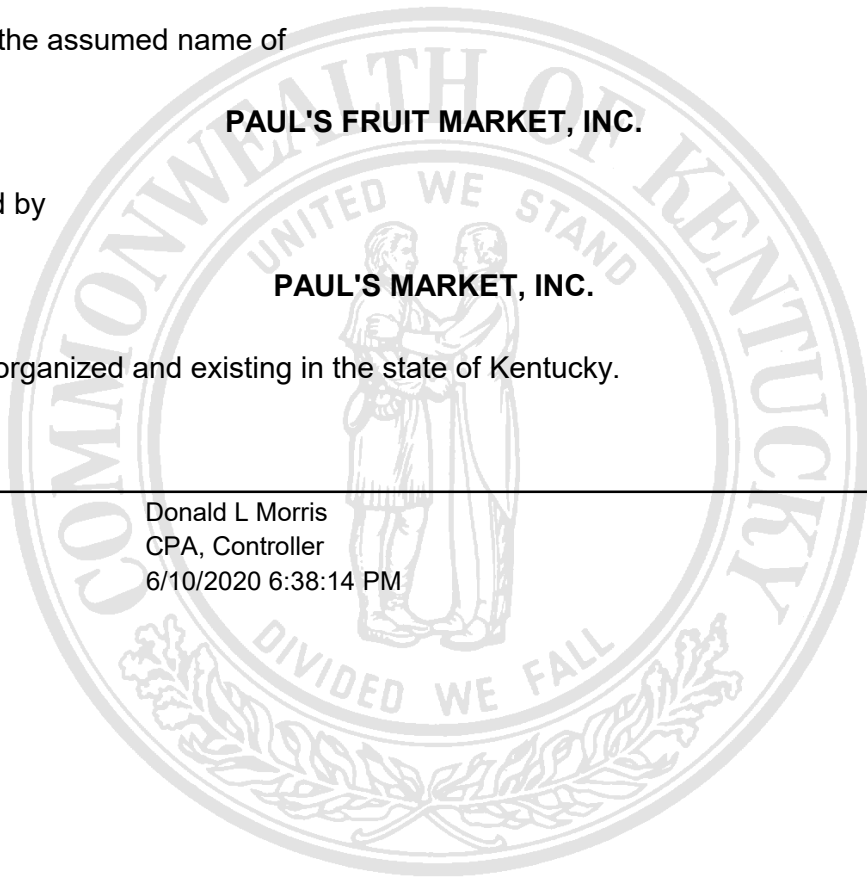 the assumed name of
PAUL'S FRUIT MARKET, INC.
d by
PAUL'S MARKET, INC.
organized and existing in the state of Kentucky.
Donald L Morris
CPA, Controller
6/10/2020 6:38:14 PM
COMMONWEALTH OF KENTUCKY
UNITED WE STAND
DIVIDED WE FALL